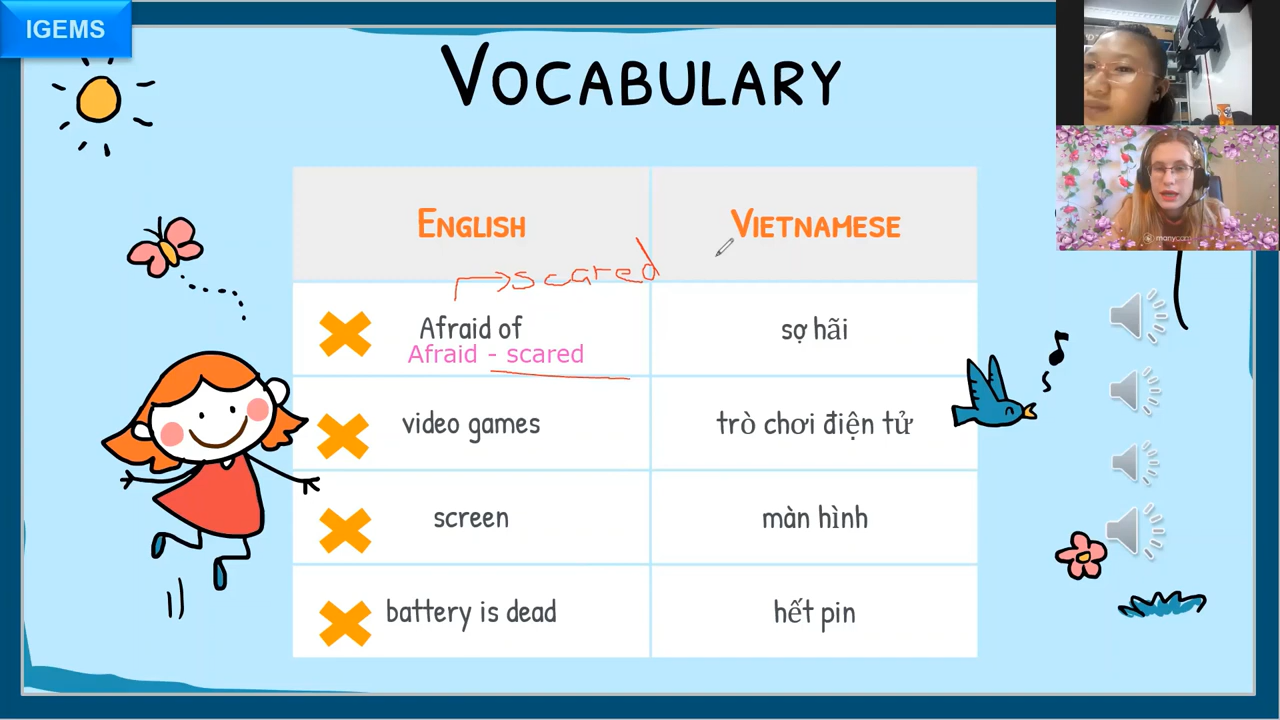 IGEMS
VOCABULARY
ENGLISH
VIETNAMESE
scared
Afraid of
sợ hãi
Afraid - scared
video games
trò chơi điện tử
screen
màn hình
battery is dead
hết pin
manycam